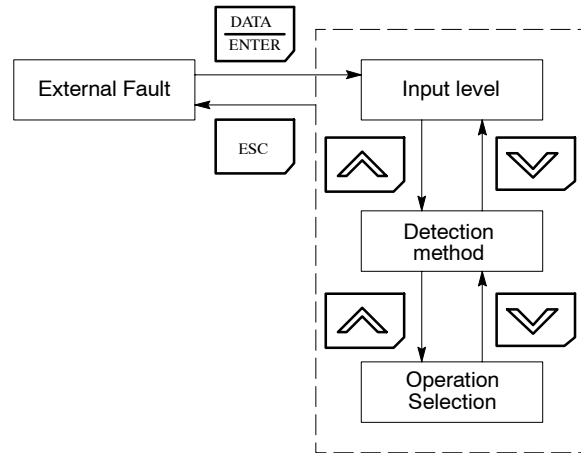 DATA
ENTER
External Fault
Input level
ESC
Detection
method
Operation
Selection